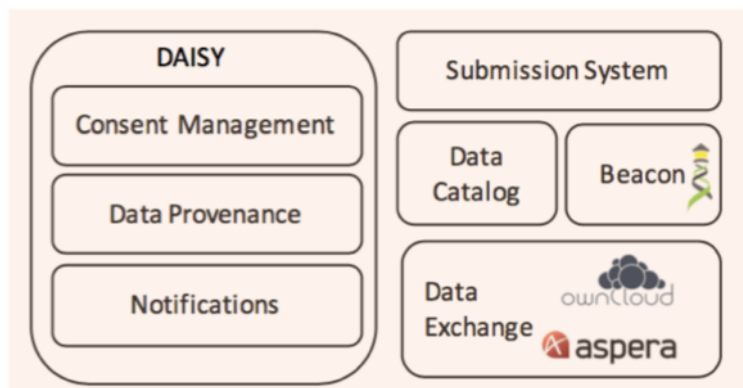 DAISY
Consent Management
Data Provenance
Notifications
Submission System
Data
Catalog
Beacon
Data
Exchange
ownCloud
aspera